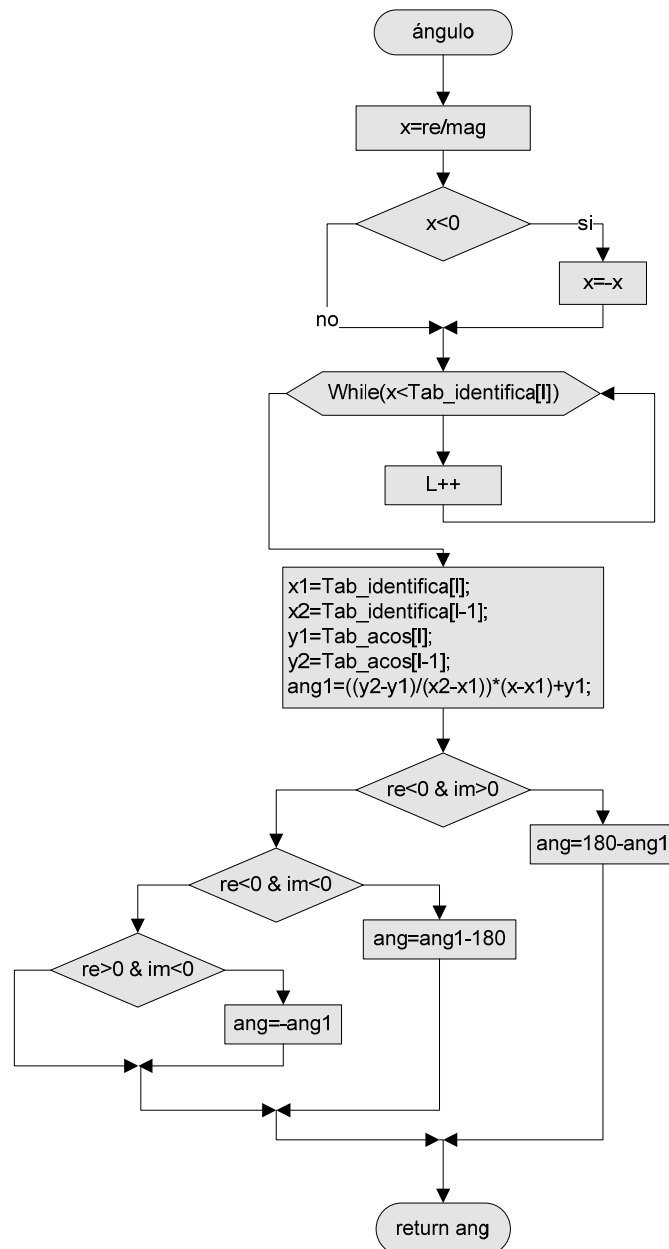 ángulo
x=re/mag
x<0
si
x=-x
no
While(x<Tab_identifica[l])
L++
x1=Tab_identifica[l];
x2=Tab_identifica[l-1];
y1=Tab_acos[l];
y2=Tab_acos[l-1];
ang1=((y2-y1)/(x2-x1))*(x-x1)+y1;
re<0 & im>0
ang=180-ang1
re<0 & im<0
ang=ang1-180
re>0 & im<0
ang=-ang1
return ang